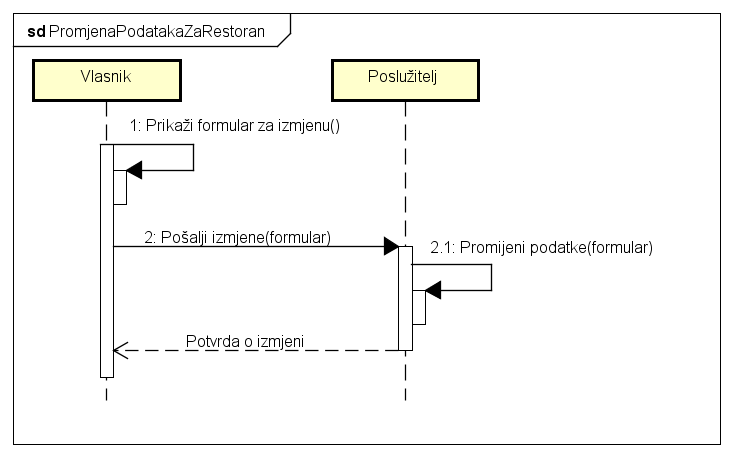 sd PromjenaPodatakaZaRestoran
Vlasnik
Poslužitelj
1: Prikaži formular za izmjenu()
2: Pošalji izmjene(formular)
2.1: Promijeni podatke(formular)
Potvrda o izmjeni